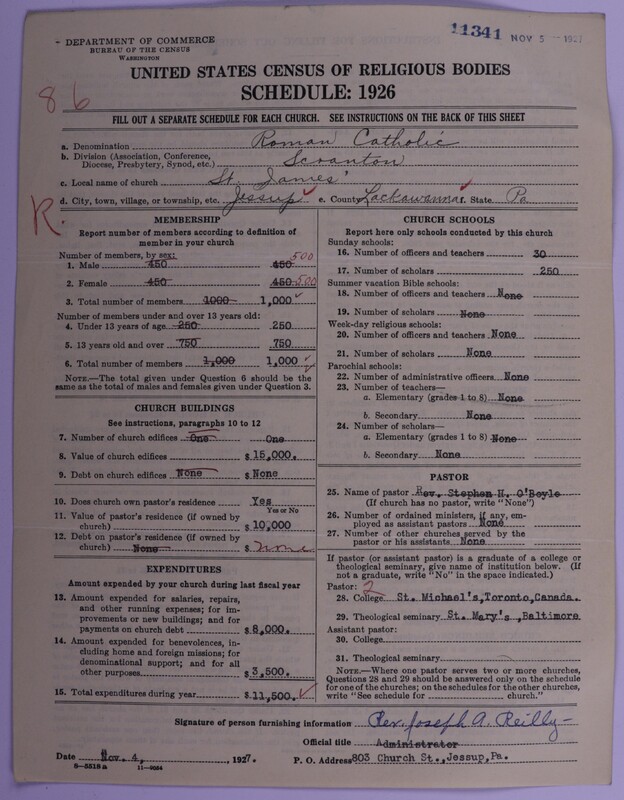 11341 NOV 5 - 1927
DEPARTMENT OF COMMERCE
BUREAU OF THE CENSUS
WASHINGTON
UNITED STATES CENSUS OF RELIGIOUS BODIES
SCHEDULE: 1926
86
FILL OUT A SEPARATE SCHEDULE FOR EACH CHURCH. SEE INSTRUCTIONS ON THE BACK OF THIS SHEET
a. Denomination Roman Catholic
b. Division (Association, Conference,
Diocese, Presbytery, Synod, etc.) Scranton
c. Local name of church St. James'
d. City, town, village, or township, etc. Jessup e. County Lackawanna f. State Pa
R.
MEMBERSHIP
Report number of members according to definition of
member in your church
Number of members, by sex:
1. Male 450 450 500
2. Female 450 450 500
3. Total number of members 1000 1,000
Number of members under and over 13 years old:
4. Under 13 years of age 250 250
5. 13 years old and over 750 750
6. Total number of members 1,000 1,000
NOTE.—The total given under Question 6 should be the
same as the total of males and females given under Question 3.
CHURCH BUILDINGS
See instructions, paragraphs 10 to 12
7. Number of church edifices One One
8. Value of church edifices $ 15,000.
9. Debt on church edifices None $ None
10. Does church own pastor's residence Yes
Yes or No
11. Value of pastor's residence (if owned by
church) $ 10,000
12. Debt on pastor's residence (if owned by
church) None $ none
EXPENDITURES
Amount expended by your church during last fiscal year
13. Amount expended for salaries, repairs,
and other running expenses; for im-
provements or new buildings; and for
payments on church debt $ 8,000.
14. Amount expended for benevolences, in-
cluding home and foreign missions; for
denominational support; and for all
other purposes $ 3,500.
15. Total expenditures during year $ 11,500.
CHURCH SCHOOLS
Report here only schools conducted by this church
Sunday schools:
16. Number of officers and teachers 30
17. Number of scholars 250
Summer vacation Bible schools:
18. Number of officers and teachers None
19. Number of scholars None
Week-day religious schools:
20. Number of officers and teachers None
21. Number of scholars None
Parochial schools:
22. Number of administrative officers None
23. Number of teachers—
a. Elementary (grades 1 to 8) None
b. Secondary None
24. Number of scholars—
a. Elementary (grades 1 to 8) None
b. Secondary None
PASTOR
25. Name of pastor Rev. Stephen H. O'Boyle
(If church has no pastor, write "None")
26. Number of ordained ministers, if any, em-
ployed as assistant pastors None
27. Number of other churches served by the
pastor or his assistants None
If pastor (or assistant pastor) is a graduate of a college or
theological seminary, give name of institution below. (If
not a graduate, write "No" in the space indicated.)
Pastor: 2
28. College St. Michael's, Toronto, Canada.
29. Theological seminary St. Mary's, Baltimore
Assistant pastor:
30. College
31. Theological seminary
NOTE.—Where one pastor serves two or more churches,
Questions 28 and 29 should be answered only on the schedule
for one of the churches; on the schedules for the other churches,
write "See schedule for church."
Signature of person furnishing information Rev. Joseph A. Reilly
Official title Administrator
Date Nov. 4, , 1927. P. O. Address 803 Church St., Jessup, Pa.
8-5518a 11-9564